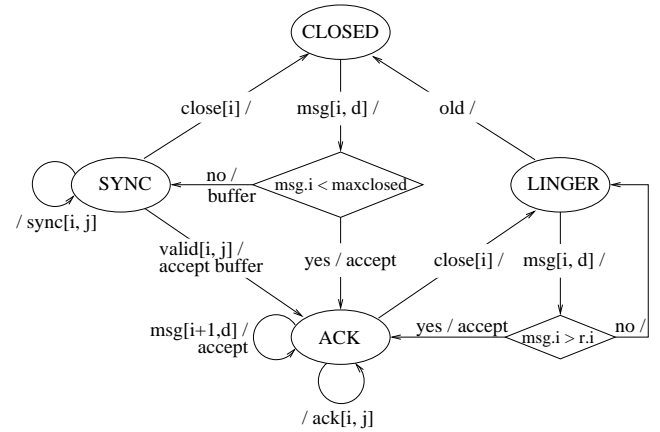 CLOSED
close[i] /
msg[i, d] /
old /
SYNC
no /
buffer
msg.i < maxclosed
LINGER
/ sync[i, j]
valid[i, j] /
accept buffer
yes / accept
close[i] /
msg[i, d] /
msg[i+1,d] /
accept
ACK
yes / accept
msg.i > r.i
no /
/ ack[i, j]